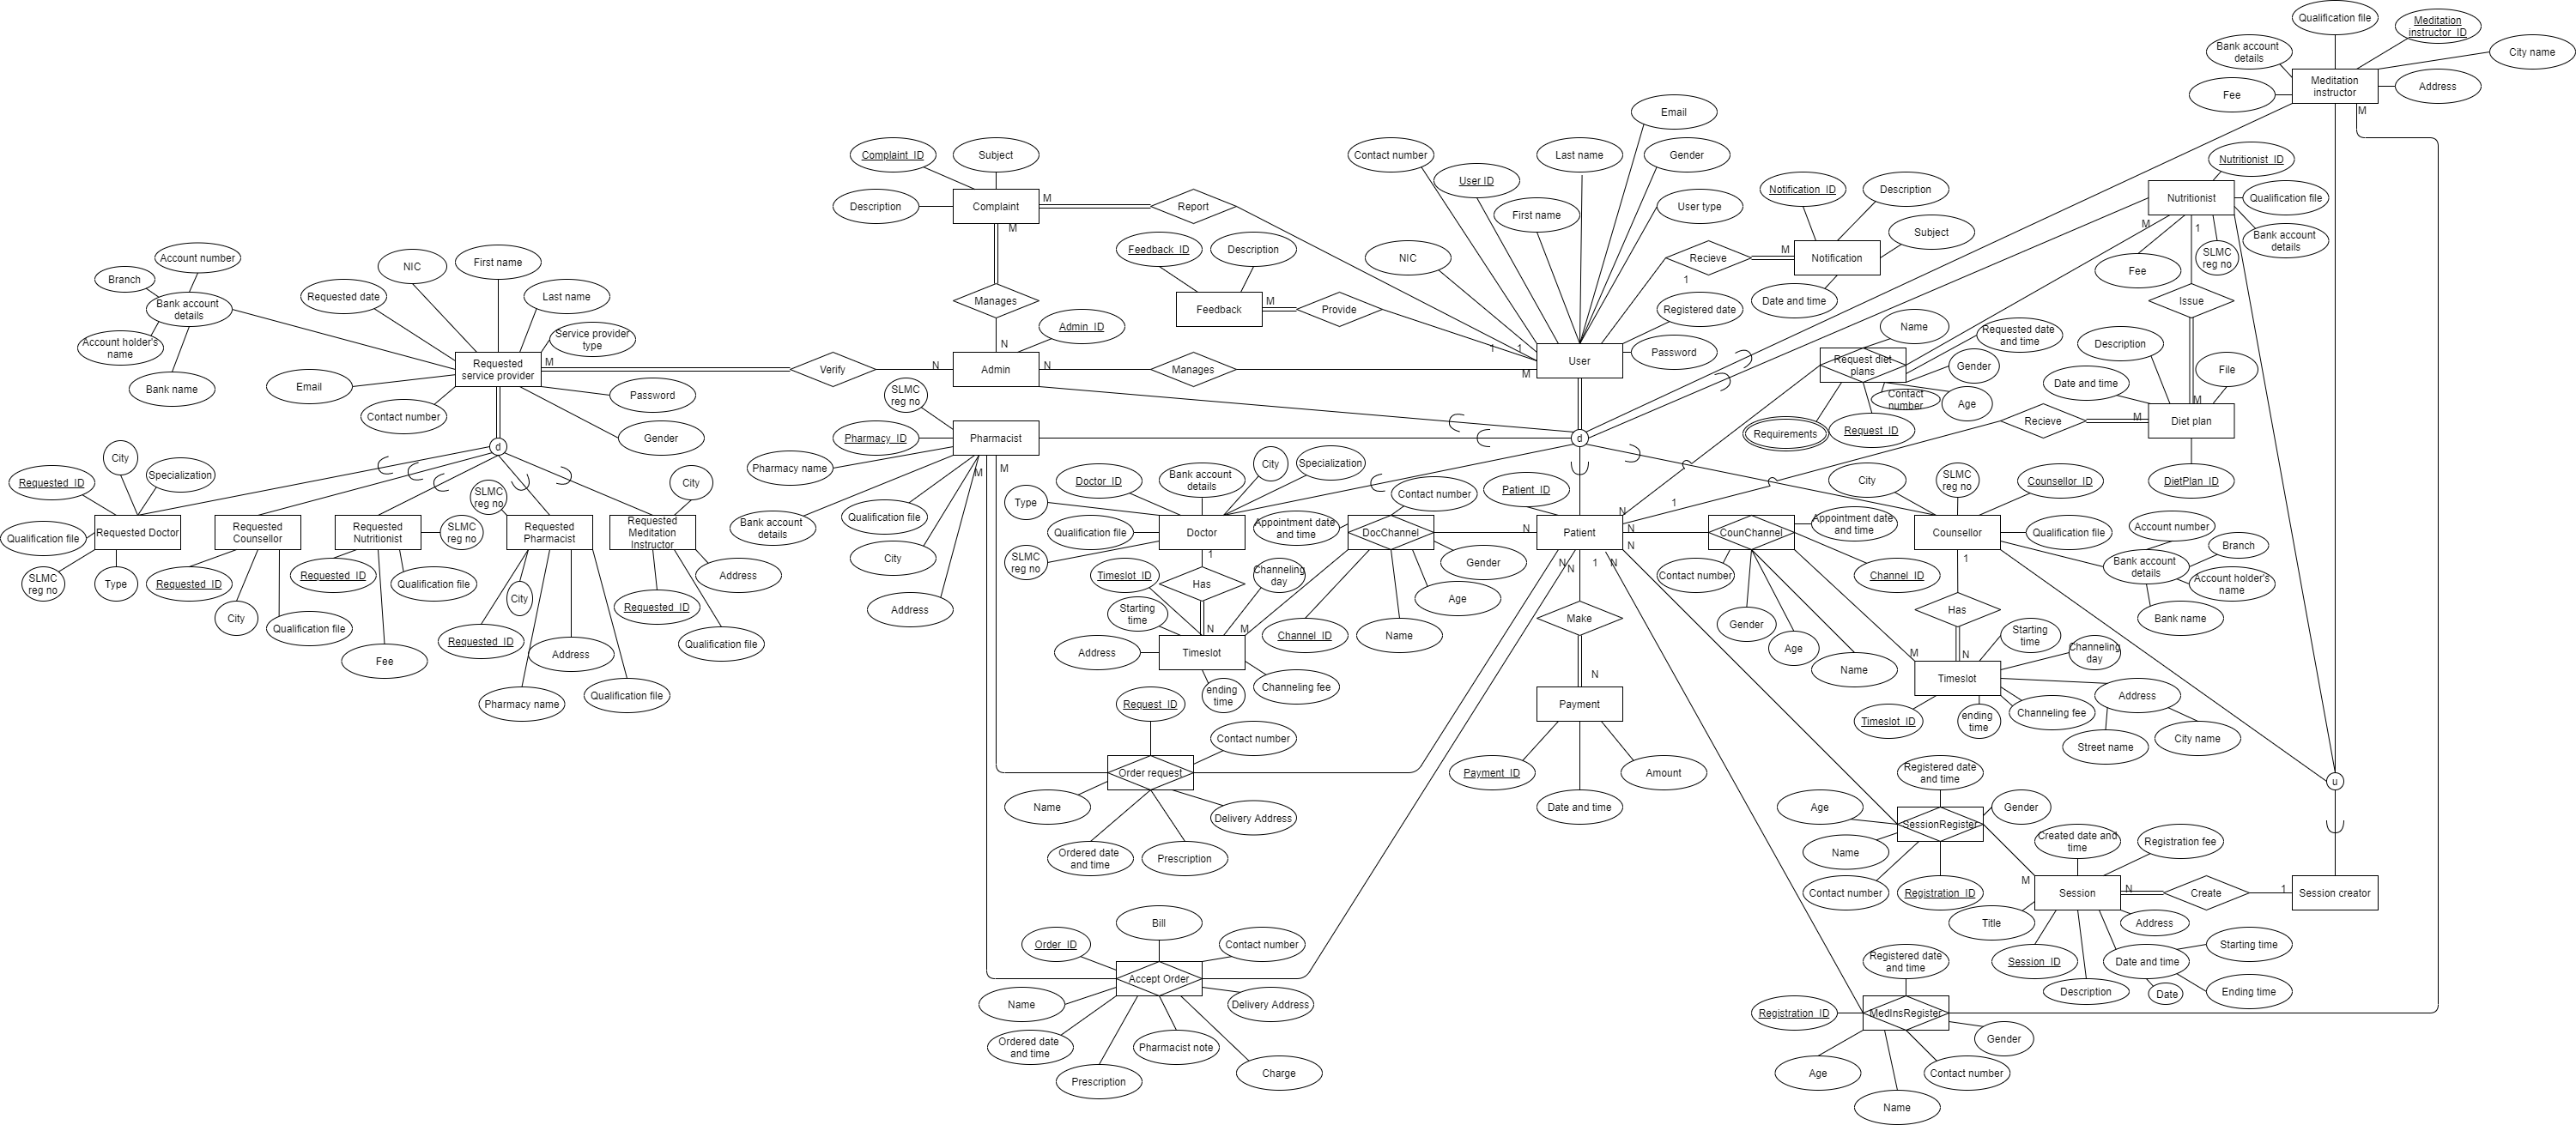 Qualification file
Meditation
instructor_ID
Bank account
details
City name
Meditation
instructor
Fee
Address
M
Email
Complaint_ID
Subject
Contact number
Last name
Gender
Nutritionist_ID
User ID
Notification_ID
Description
Nutritionist
Qualification file
Description
Complaint
M
Report
First name
User type
M
M
1
Bank account
details
Feedback_ID
Description
Subject
SLMC
reg no
Account number
NIC
First name
NIC
Recieve
M
Notification
Fee
Branch
Bank account
details
Requested date
Last name
Manages
Feedback
M
Provide
Registered date
1
Date and time
Issue
Account holder's
name
Service provider
type
Admin_ID
Name
Requested date
and time
Description
N
1
1
User
Password
Requested
service provider
M
Verify
N
Admin
N
Manages
M
Request diet
plans
Gender
File
Email
Bank name
Password
SLMC
reg no
Contact
number
Age
Date and time
M
Contact number
Gender
Pharmacy_ID
Pharmacist
d
Requirements
Request_ID
Recieve
M
Diet plan
d
City
Pharmacy name
M
M
City
Specialization
Requested_ID
Specialization
SLMC
reg no
City
Doctor_ID
Bank account
details
Contact number
Patient_ID
1
City
SLMC
reg no
Counsellor_ID
DietPlan_ID
Type
Qualification file
Bank account
details
Qualification file
Requested Doctor
Requested
Counsellor
Requested
Nutritionist
SLMC
reg no
Requested
Pharmacist
Requested
Meditation
Instructor
Qualification file
Doctor
Appointment date
and time
DocChannel
N
Patient
N
N
N
CounChannel
Appointment date
and time
Counsellor
Qualification file
Account number
Branch
SLMC
reg no
Type
Requested_ID
Requested_ID
Qualification file
City
Address
City
SLMC
reg no
1
Timeslot_ID
Has
Channeling
day
Gender
N
N
1
N
Contact number
Channel_ID
1
Bank account
details
Account holder's
name
City
Qualification file
Requested_ID
Requested_ID
Address
Starting
time
Age
Make
Gender
Has
Bank name
Qualification file
Address
N
M
Channel_ID
Name
Age
Starting
time
Fee
Address
Timeslot
Name
M
N
Channeling
day
Pharmacy name
Qualification file
ending
time
Channeling fee
N
Timeslot
Address
Request_ID
Payment
Timeslot_ID
ending
time
Channeling fee
Street name
City name
Contact number
Order request
Payment_ID
Amount
Registered date
and time
u
Name
Delivery Address
Date and time
Age
SessionRegister
Gender
Ordered date
and time
Prescription
Name
Created date and
time
Registration fee
Contact number
Registration_ID
M
Session
N
Create
1
Session creator
Bill
Title
Address
Order_ID
Contact number
Registered date
and time
Session_ID
Date and time
Starting time
Accept Order
Description
Date
Ending time
Name
Delivery Address
Registration_ID
MedInsRegister
Ordered date
and time
Pharmacist note
Gender
Prescription
Charge
Age
Contact number
Name